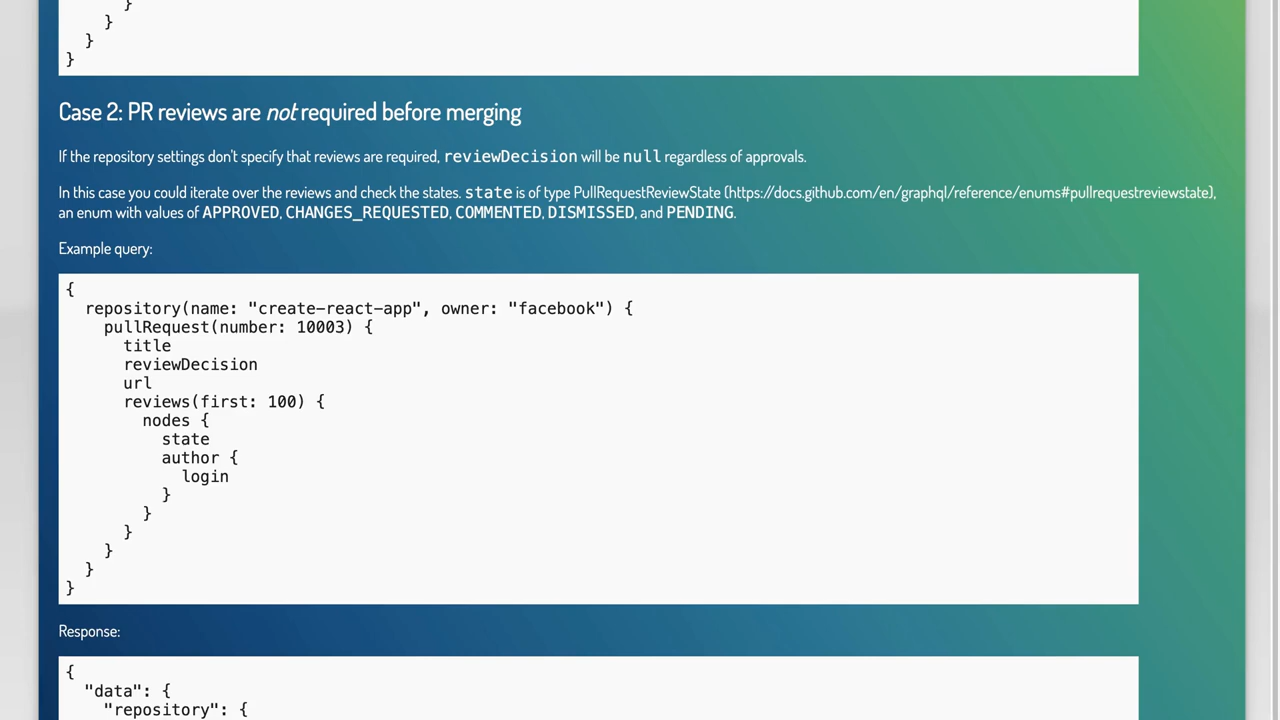 }
}
}
}
Case 2: PR reviews are not required before merging
If the repository settings don't specify that reviews are required, reviewDecision will be null regardless of approvals.
In this case you could iterate over the reviews and check the states. state is of type PullRequestReviewState (https://docs.github.com/en/graphql/reference/enums#pullrequestreviewstate),
an enum with values of APPROVED, CHANGES_REQUESTED, COMMENTED, DISMISSED, and PENDING.
Example query:
{
  repository(name: "create-react-app", owner: "facebook") {
    pullRequest(number: 10003) {
      title
      reviewDecision
      url
      reviews(first: 100) {
        nodes {
          state
          author {
            login
          }
        }
      }
    }
  }
}
Response:
{
  "data": {
    "repository": {